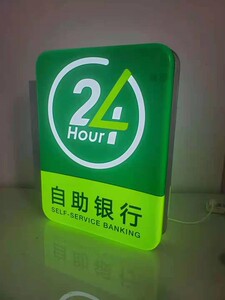 24
Hour
自助银行
SELF-SERVICE BANKING